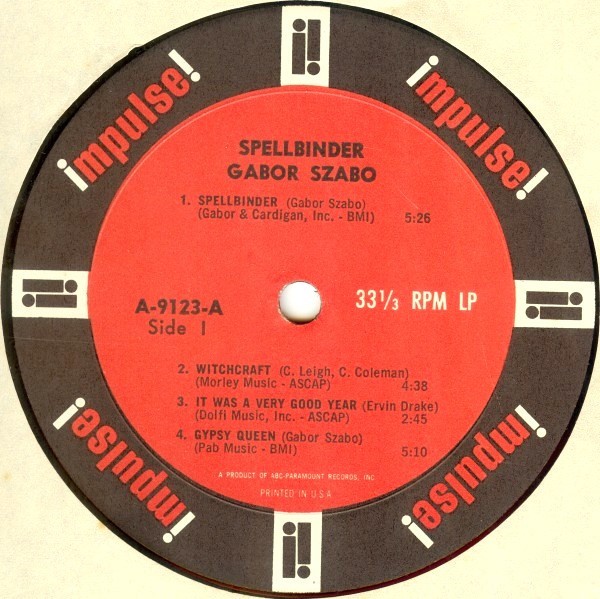 impulse!
impulse!
SPELLBINDER
GABOR SZABO
1. SPELLBINDER (Gabor Szabo)
(Gabor & Cardigan, Inc. - BMI) 5:26
A-9123-A
Side 1
33⅓ RPM LP
2. WITCHCRAFT (C. Leigh, C. Coleman)
(Morley Music - ASCAP) 4:38
3. IT WAS A VERY GOOD YEAR (Ervin Drake)
(Dolfi Music, Inc. - ASCAP) 2:45
4. GYPSY QUEEN (Gabor Szabo)
(Pab Music - BMI) 5:10
A PRODUCT OF ABC-PARAMOUNT RECORDS, INC.
PRINTED IN U.S.A.
impulse!
impulse!